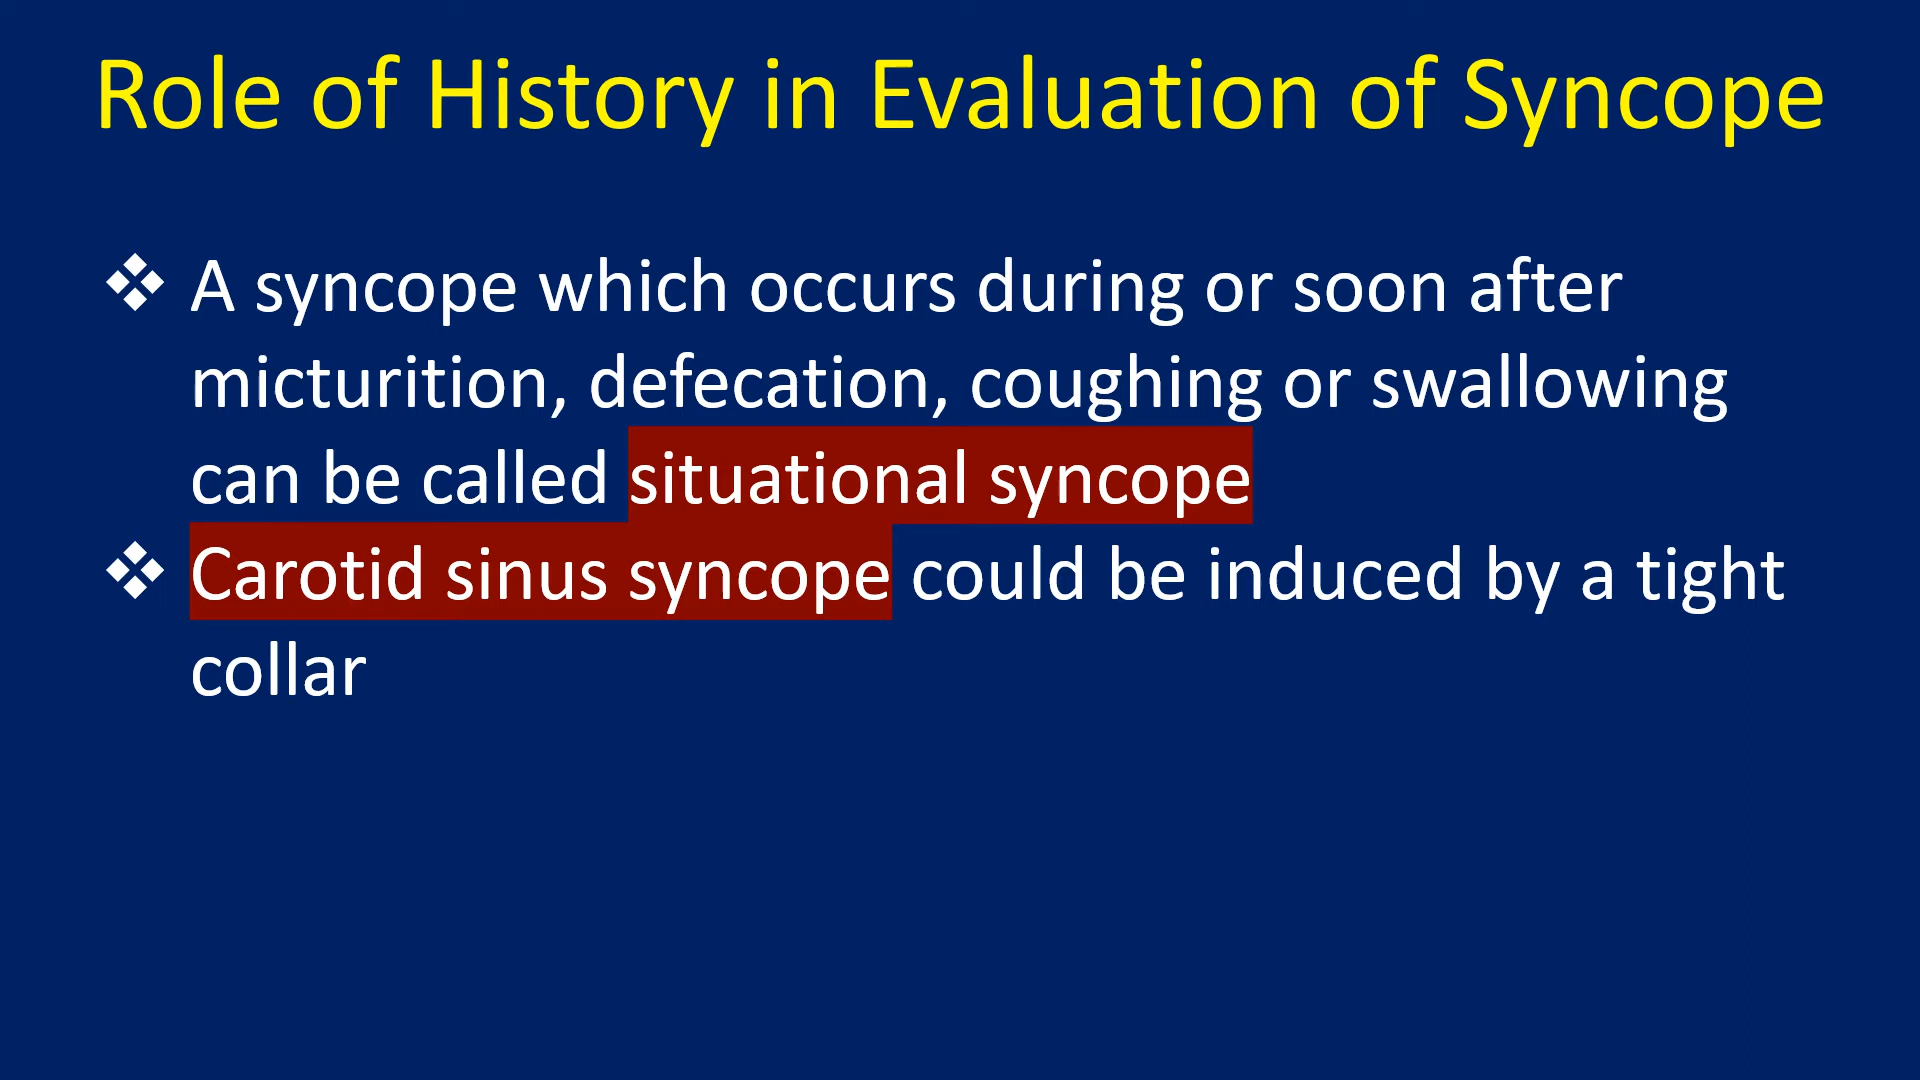 Role of History in Evaluation of Syncope
❖ A syncope which occurs during or soon after
micturition, defecation, coughing or swallowing
can be called situational syncope
❖ Carotid sinus syncope could be induced by a tight
collar